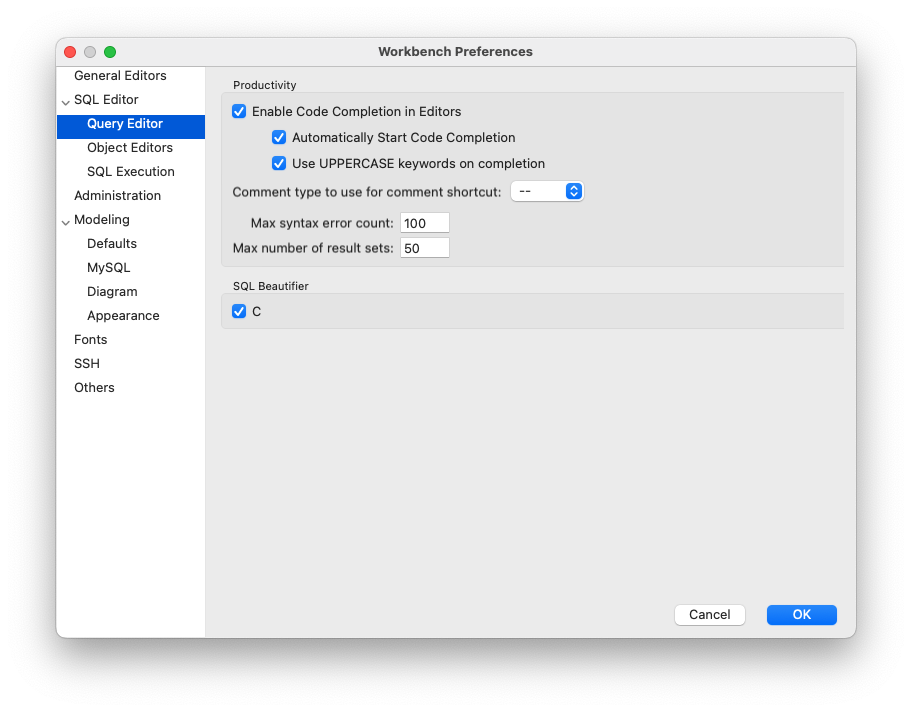 Workbench Preferences
General Editors
SQL Editor
Query Editor
Object Editors
SQL Execution
Administration
Modeling
Defaults
MySQL
Diagram
Appearance
Fonts
SSH
Others
Productivity
Enable Code Completion in Editors
Automatically Start Code Completion
Use UPPERCASE keywords on completion
Comment type to use for comment shortcut: --
Max syntax error count: 100
Max number of result sets: 50
SQL Beautifier
C
Cancel OK